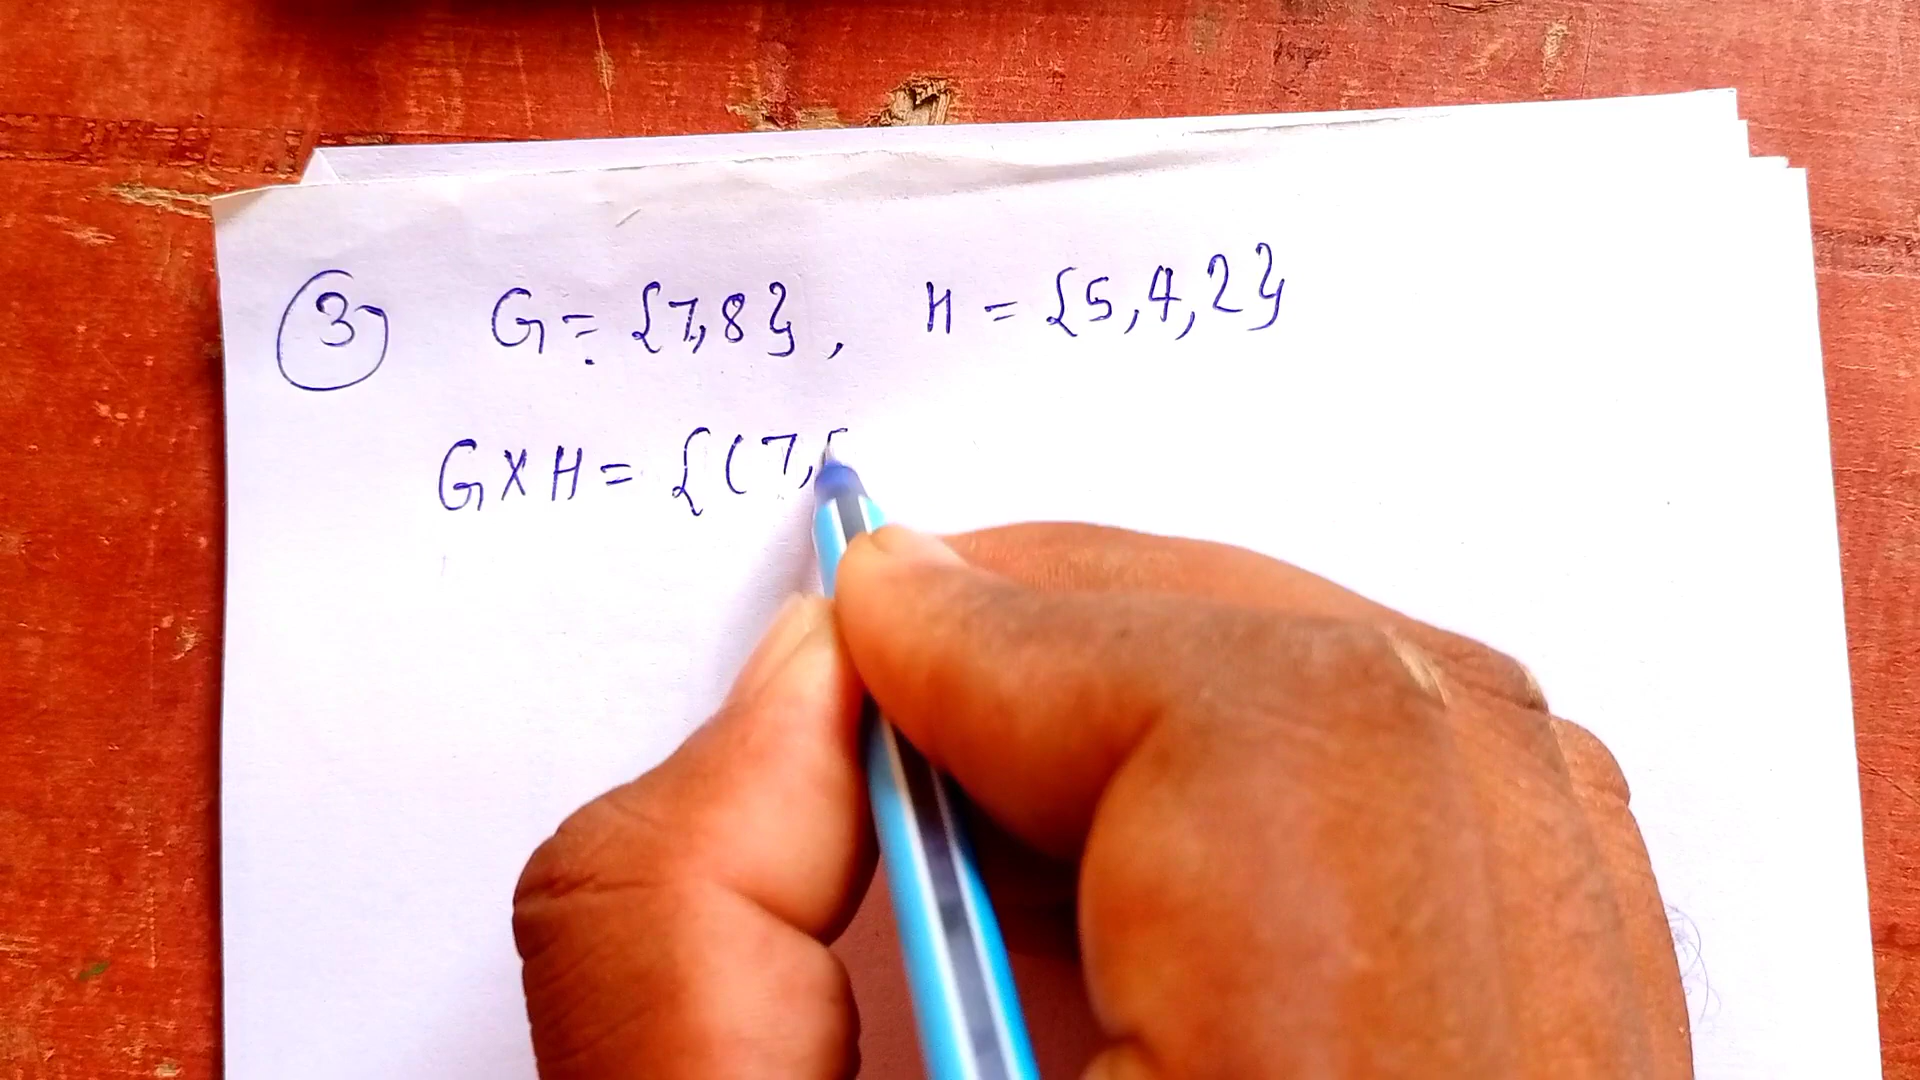 3 G = {7,8}, H = {5,4,2}
G X H = {(7,